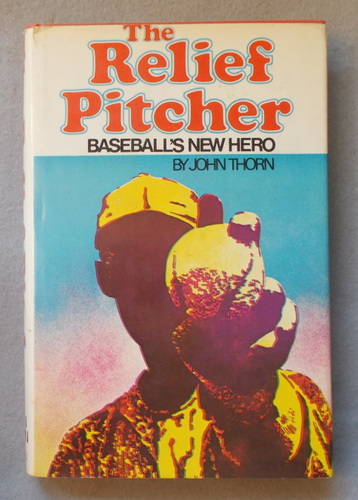 The
Relief
Pitcher
BASEBALL'S NEW HERO
BY JOHN THORN